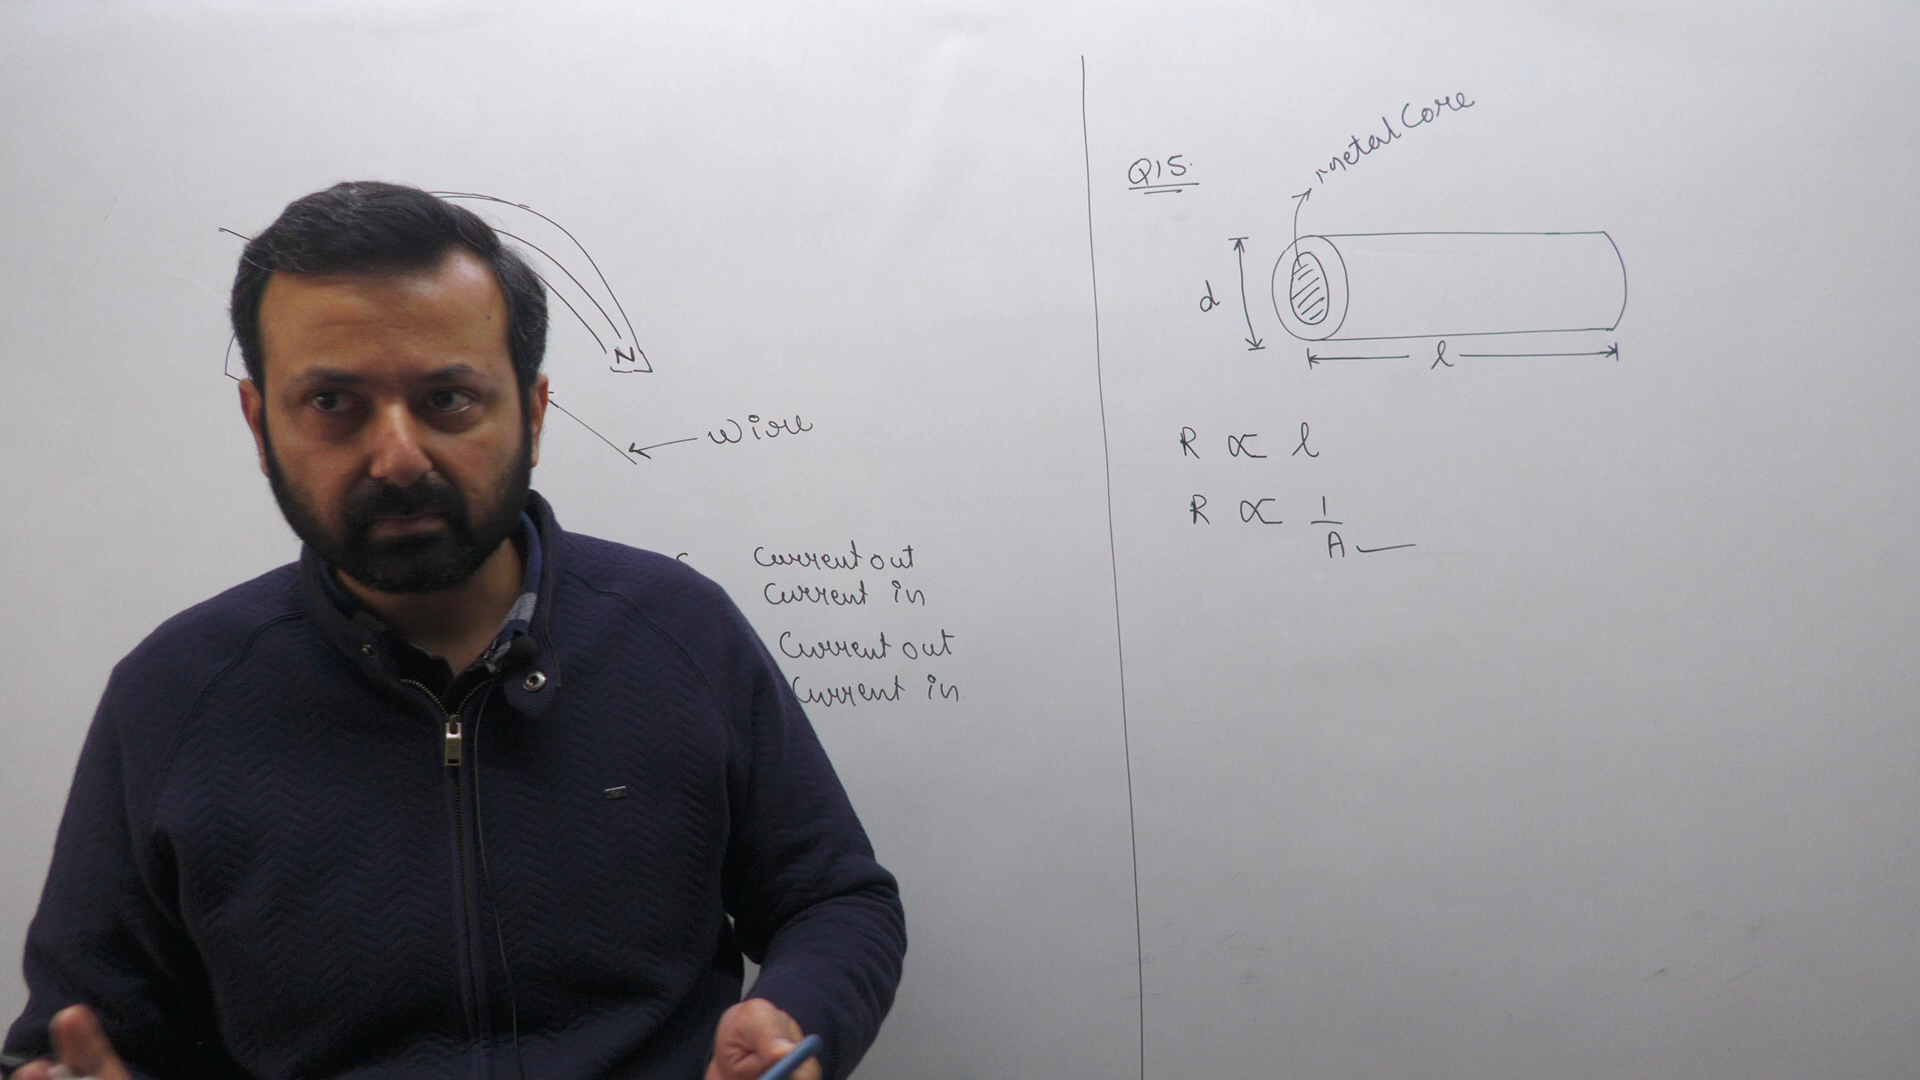 N
Wire
Current out
Current in
Current out
Current in
Q15.
Metal Core
d
l
R ∝ l
R ∝ 1/A